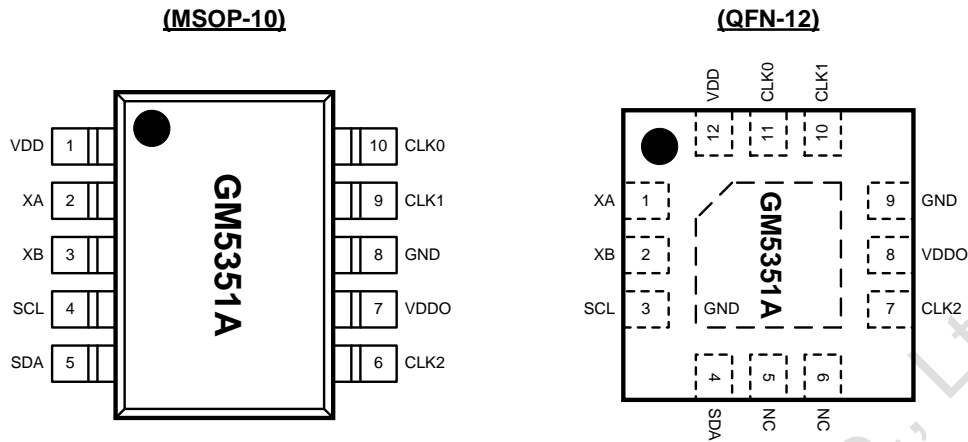 (MSOP-10)
VDD 1
XA 2
XB 3
SCL 4
SDA 5
GM5351A
10 CLK0
9 CLK1
8 GND
7 VDDO
6 CLK2
(QFN-12)
VDD CLK0 CLK1
12 11 10
XA 1
XB 2
SCL 3
GM5351A
GND
9 GND
8 VDDO
7 CLK2
4 5 6
SDA NC NC